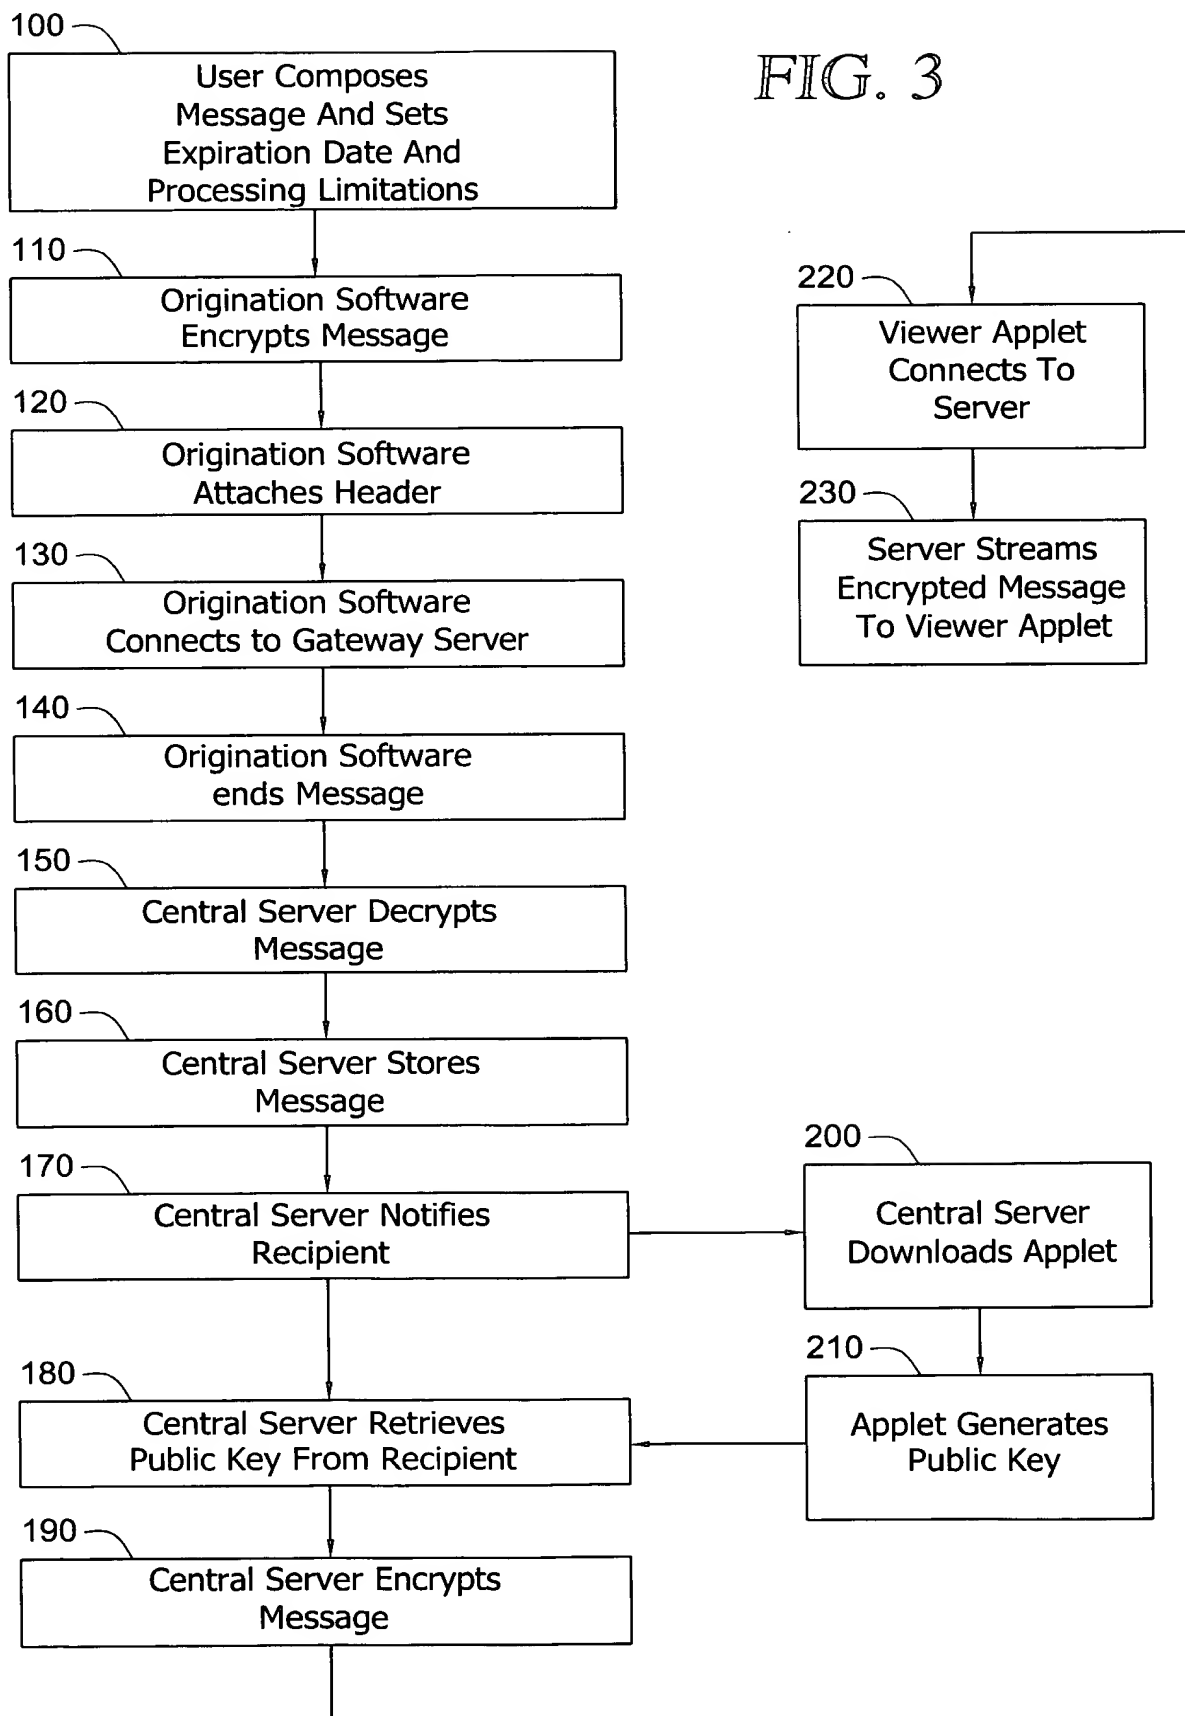 FIG. 3
100
User Composes
Message And Sets
Expiration Date And
Processing Limitations
110
Origination Software
Encrypts Message
120
Origination Software
Attaches Header
130
Origination Software
Connects to Gateway Server
140
Origination Software
ends Message
150
Central Server Decrypts
Message
160
Central Server Stores
Message
170
Central Server Notifies
Recipient
180
Central Server Retrieves
Public Key From Recipient
190
Central Server Encrypts
Message
200
Central Server
Downloads Applet
210
Applet Generates
Public Key
220
Viewer Applet
Connects To
Server
230
Server Streams
Encrypted Message
To Viewer Applet